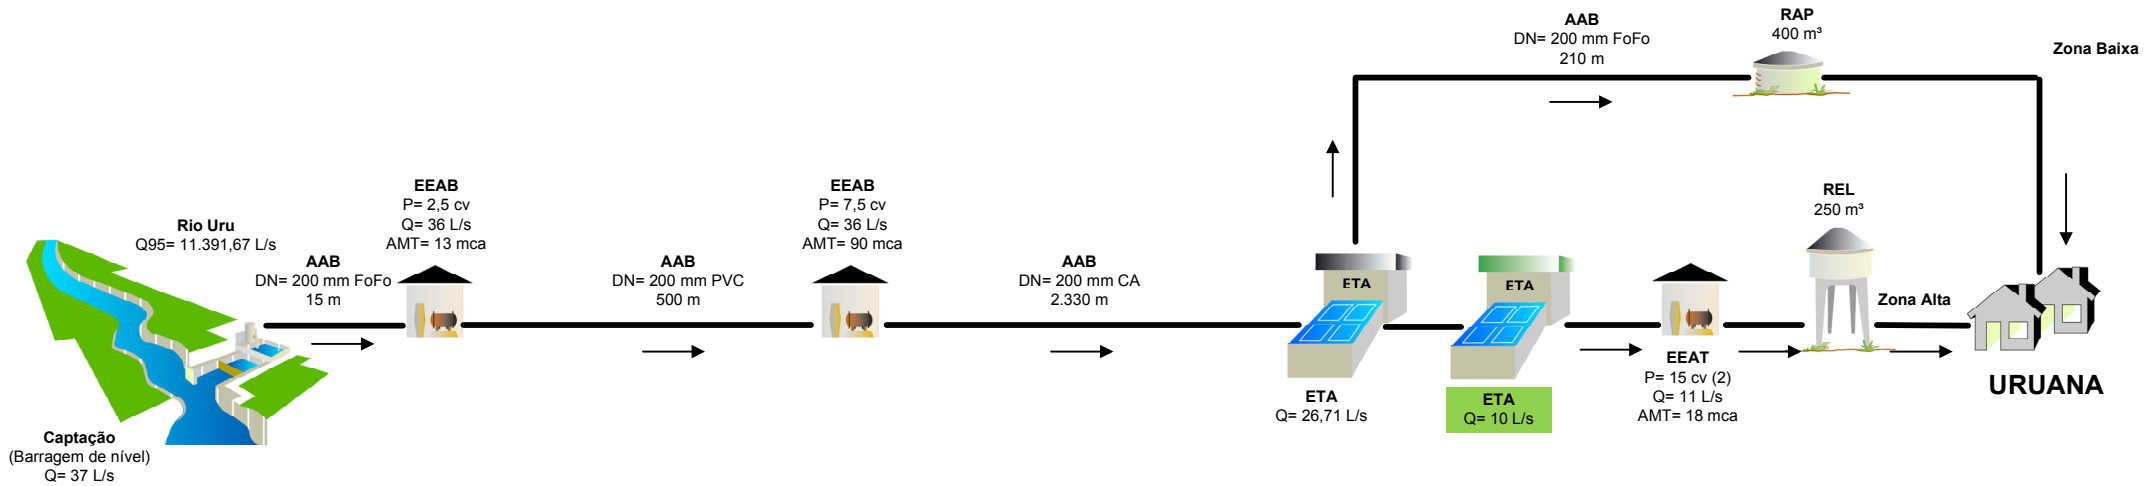 Rio Uru
Q95= 11.391,67 L/s
Captação
(Barragem de nível)
Q= 37 L/s
AAB
DN= 200 mm FoFo
15 m
EEAB
P= 2,5 cv
Q= 36 L/s
AMT= 13 mca
AAB
DN= 200 mm PVC
500 m
EEAB
P= 7,5 cv
Q= 36 L/s
AMT= 90 mca
AAB
DN= 200 mm CA
2.330 m
ETA
ETA
Q= 26,71 L/s
ETA
ETA
Q= 10 L/s
AAB
DN= 200 mm FoFo
210 m
RAP
400 m³
Zona Baixa
EEAT
P= 15 cv (2)
Q= 11 L/s
AMT= 18 mca
REL
250 m³
Zona Alta
URUANA